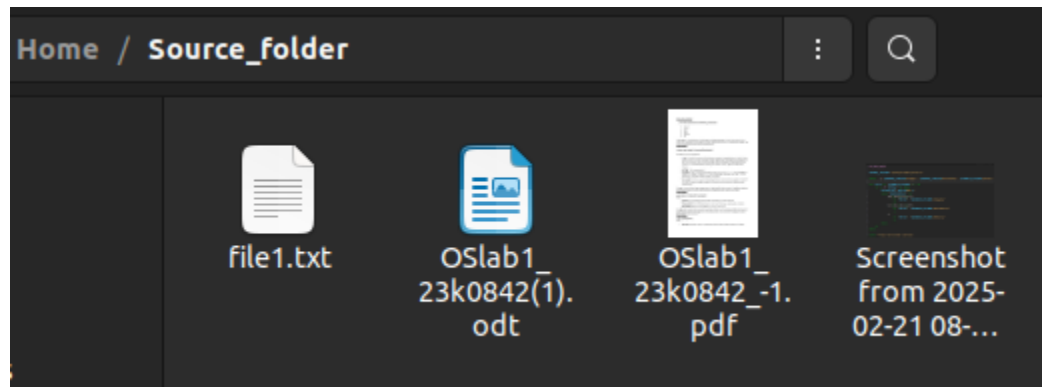 Home / Source_folder
file1.txt
OSlab1_
23k0842(1).
odt
OSlab1_
23k0842_-1.
pdf
Screenshot
from 2025-
02-21 08-…